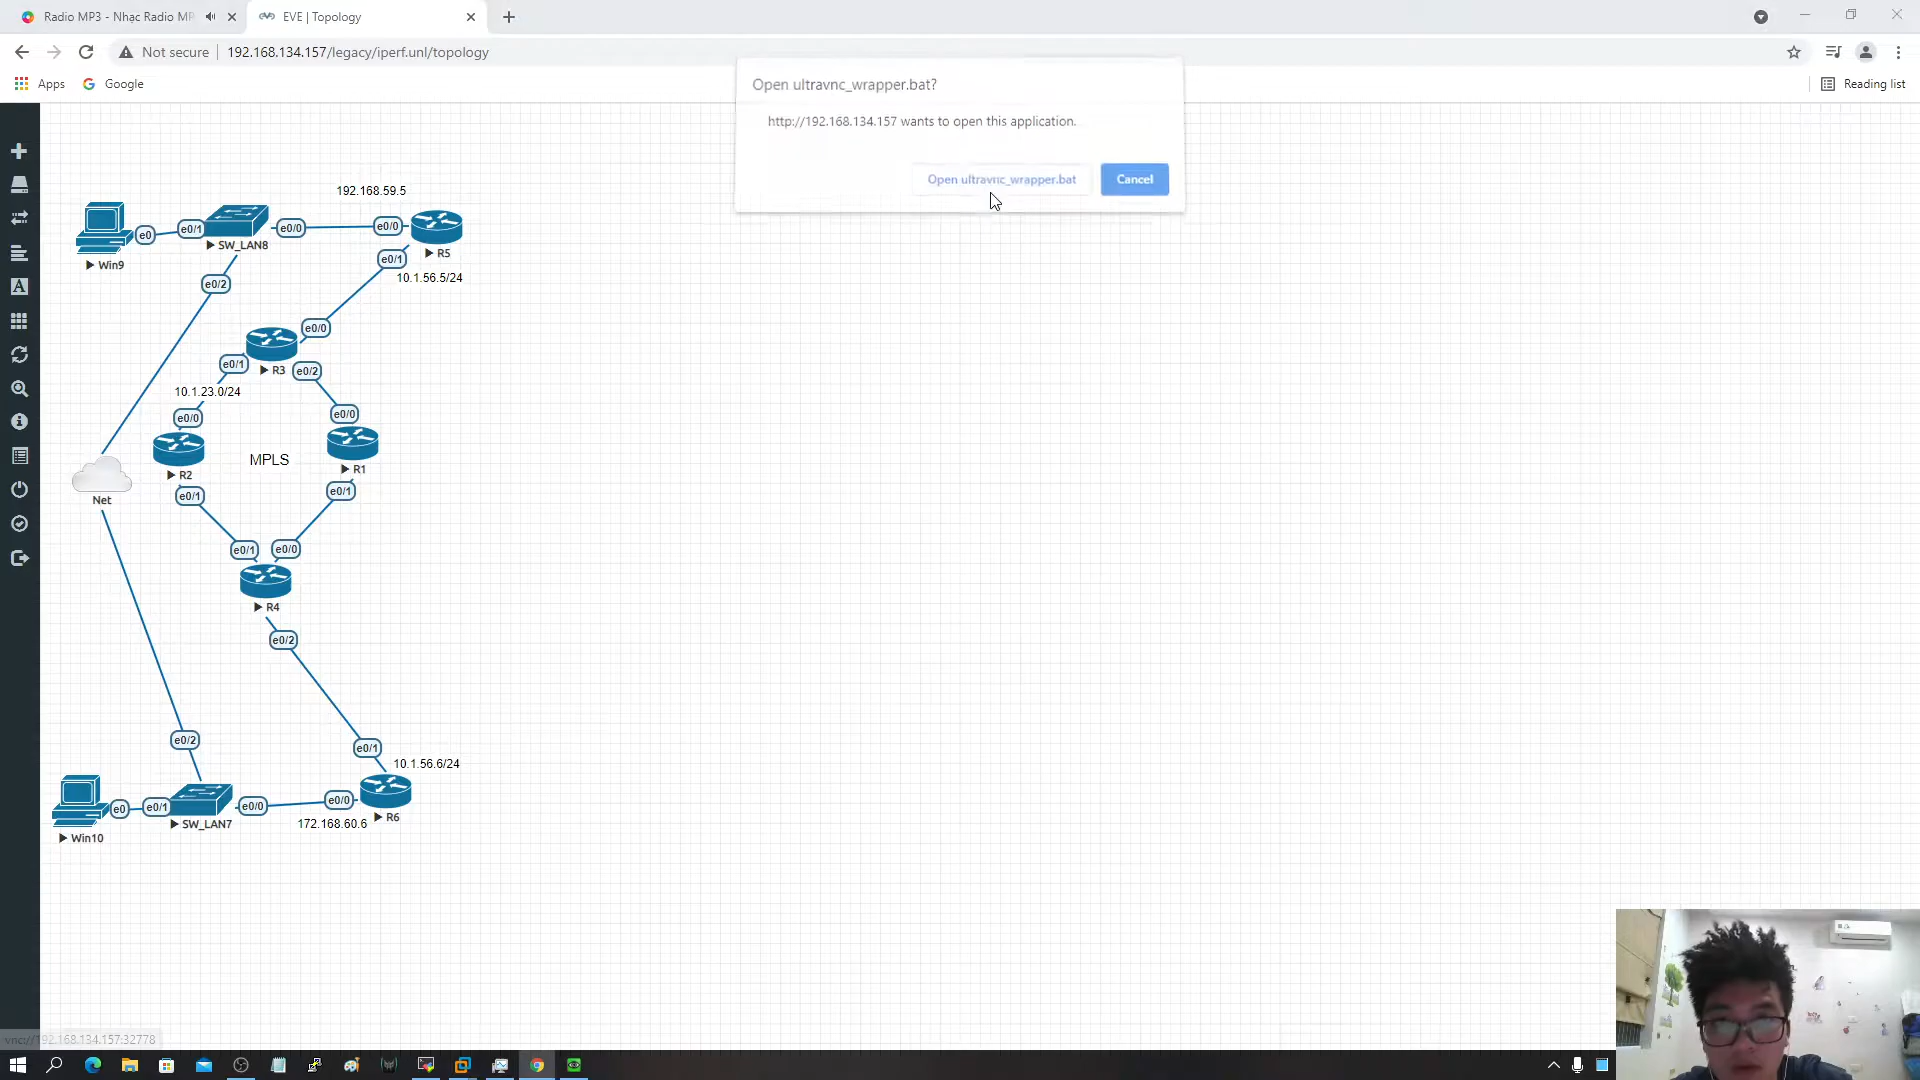 Radio MP3 - Nhạc Radio MP
EVE | Topology
Not secure
192.168.134.157/legacy/iperf.unl/topology
Apps
Google
Reading list
Open ultravnc_wrapper.bat?
http://192.168.134.157 wants to open this application.
Open ultravnc_wrapper.bat
Cancel
192.168.59.5
e0
e0/1
e0/0
e0/0
SW_LAN8
R5
Win9
e0/1
10.1.56.5/24
e0/2
e0/0
e0/1
R3
e0/2
10.1.23.0/24
e0/0
e0/0
MPLS
R2
R1
e0/1
e0/1
Net
e0/1
e0/0
R4
e0/2
e0/2
e0/1
10.1.56.6/24
e0
e0/1
e0/0
e0/0
172.168.60.6
R6
SW_LAN7
Win10
vnc://192.168.134.157:32778